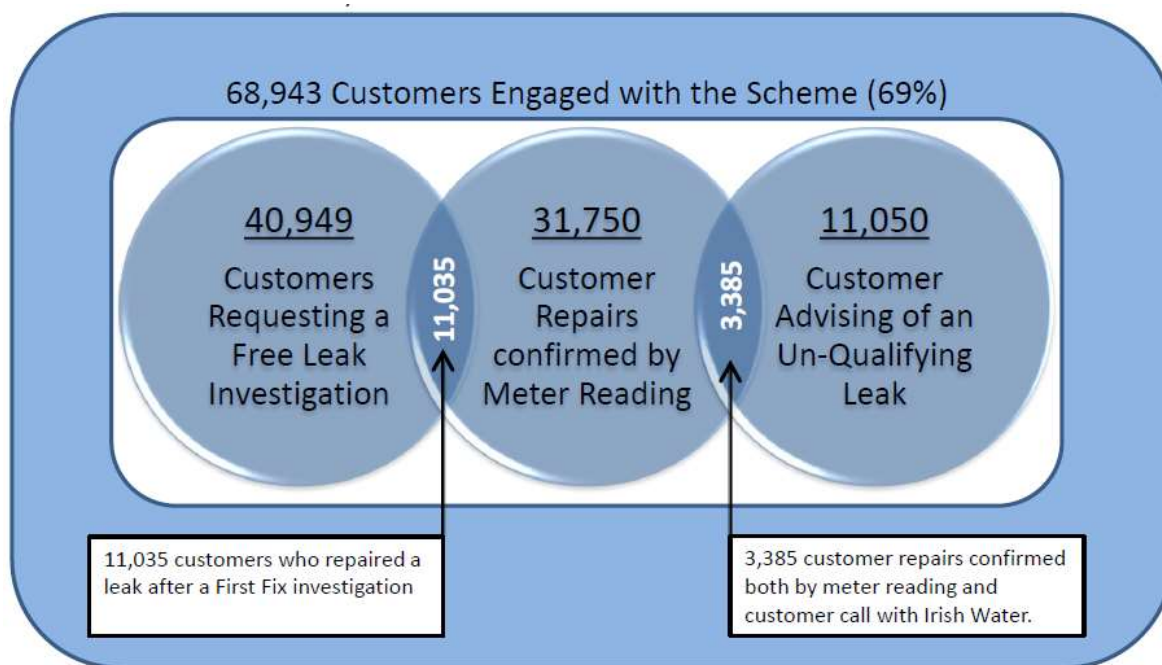 68,943 Customers Engaged with the Scheme (69%)
40,949
Customers
Requesting a
Free Leak
Investigation
11,035
31,750
Customer
Repairs
confirmed by
Meter Reading
3,385
11,050
Customer
Advising of an
Un-Qualifying
Leak
11,035 customers who repaired a
leak after a First Fix investigation
3,385 customer repairs confirmed
both by meter reading and
customer call with Irish Water.